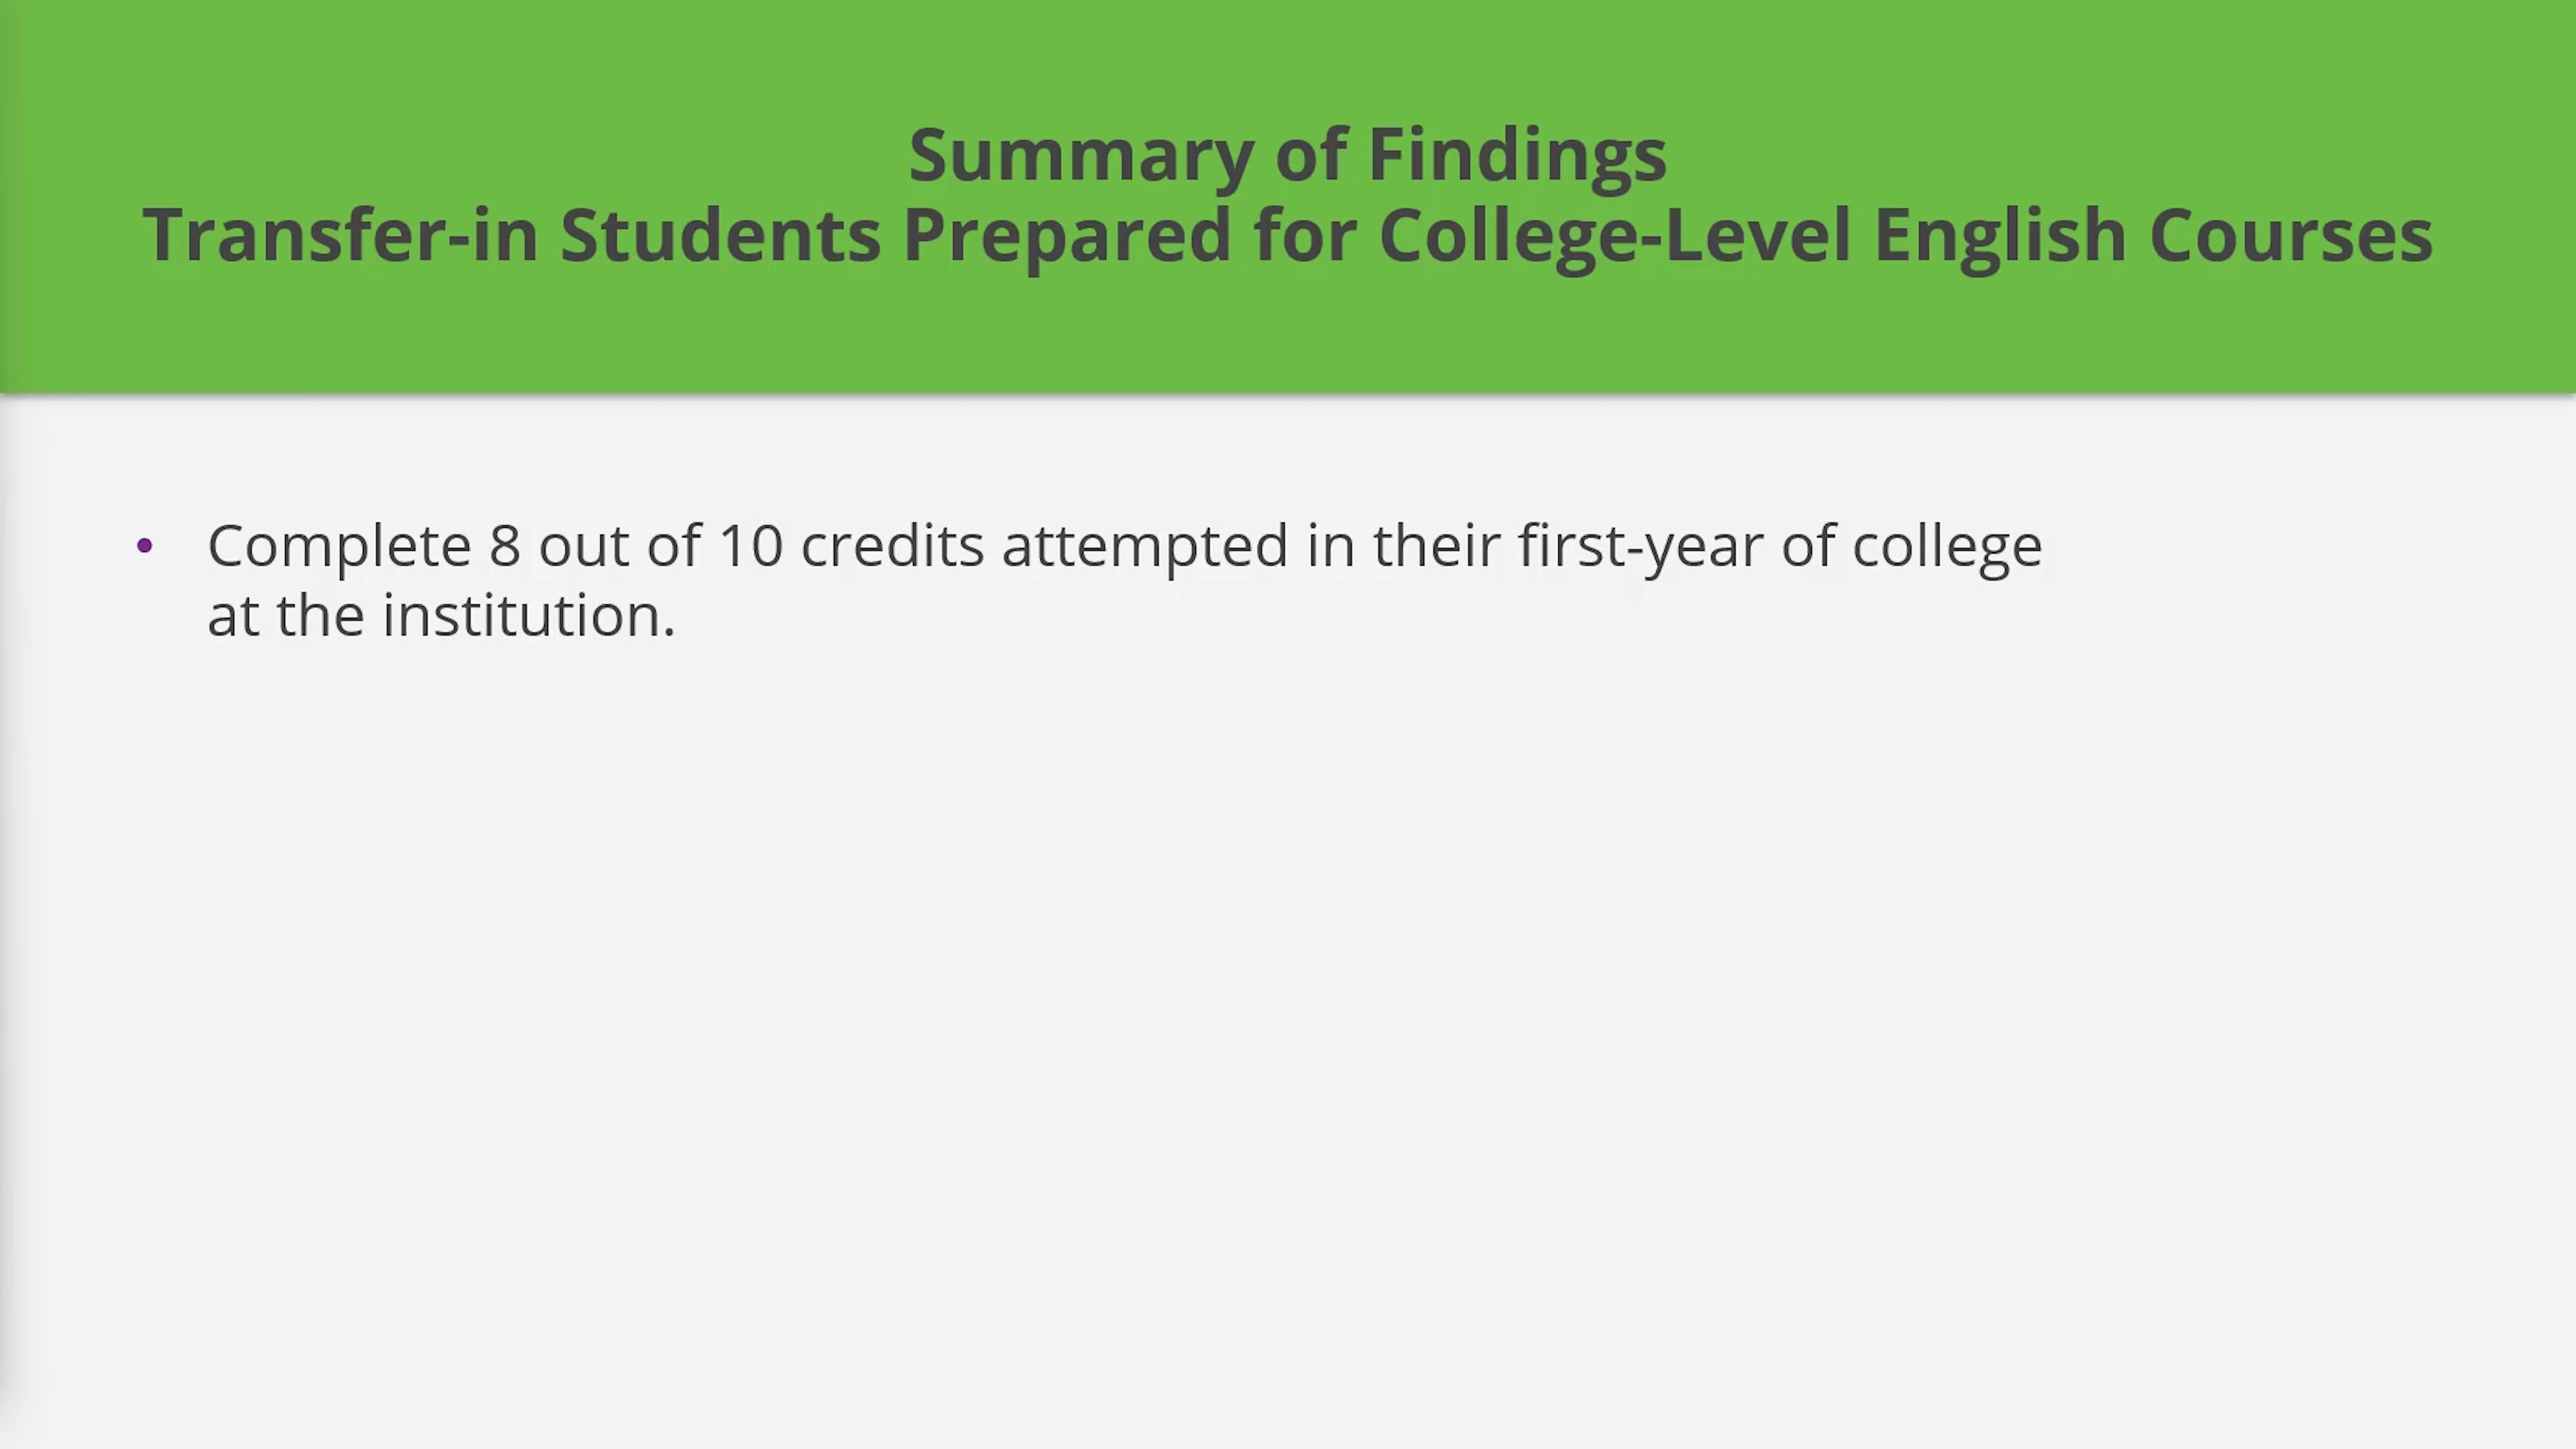 Summary of Findings
Transfer-in Students Prepared for College-Level English Courses
• Complete 8 out of 10 credits attempted in their first-year of college
at the institution.